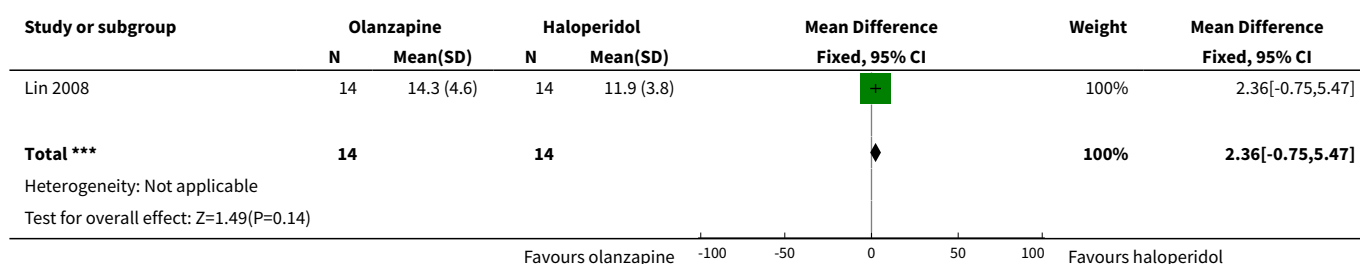 Study or subgroup Olanzapine Haloperidol Mean Difference Weight Mean Difference
N Mean(SD) N Mean(SD) Fixed, 95% CI Fixed, 95% CI
Lin 2008 14 14.3 (4.6) 14 11.9 (3.8) 100% 2.36[-0.75,5.47]
Total *** 14 14 100% 2.36[-0.75,5.47]
Heterogeneity: Not applicable
Test for overall effect: Z=1.49(P=0.14)
Favours olanzapine -100 -50 0 50 100 Favours haloperidol